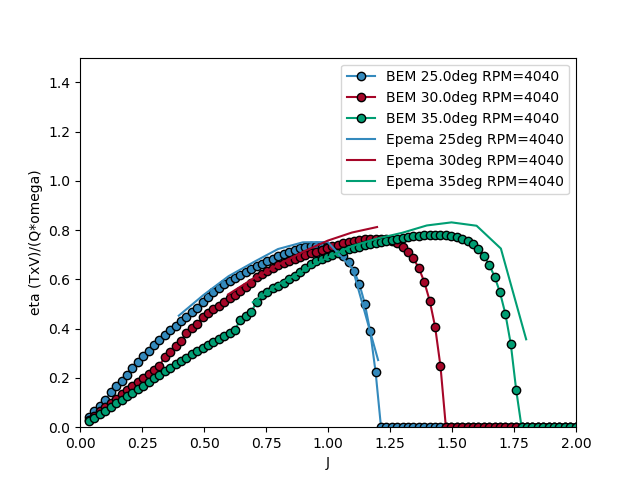 BEM 25.0deg RPM=4040
BEM 30.0deg RPM=4040
BEM 35.0deg RPM=4040
Epema 25deg RPM=4040
Epema 30deg RPM=4040
Epema 35deg RPM=4040
eta (TxV)/(Q*omega)
1.4
1.2
1.0
0.8
0.6
0.4
0.2
0.0
0.00 0.25 0.50 0.75 1.00 1.25 1.50 1.75 2.00
J